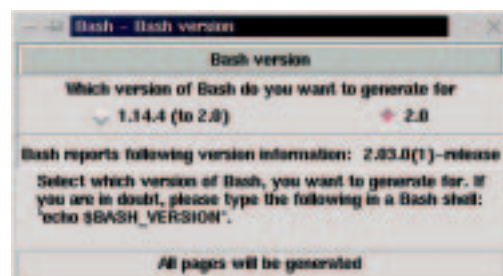 Bash - Bash version
Bash version
Which version of Bash do you want to generate for
1.14.4 (to 2.0)
2.0
Bash reports following version information: 2.03.0(1)-release
Select which version of Bash, you want to generate for. If
you are in doubt, please type the following in a Bash shell:
"echo $BASH_VERSION".
All pages will be generated